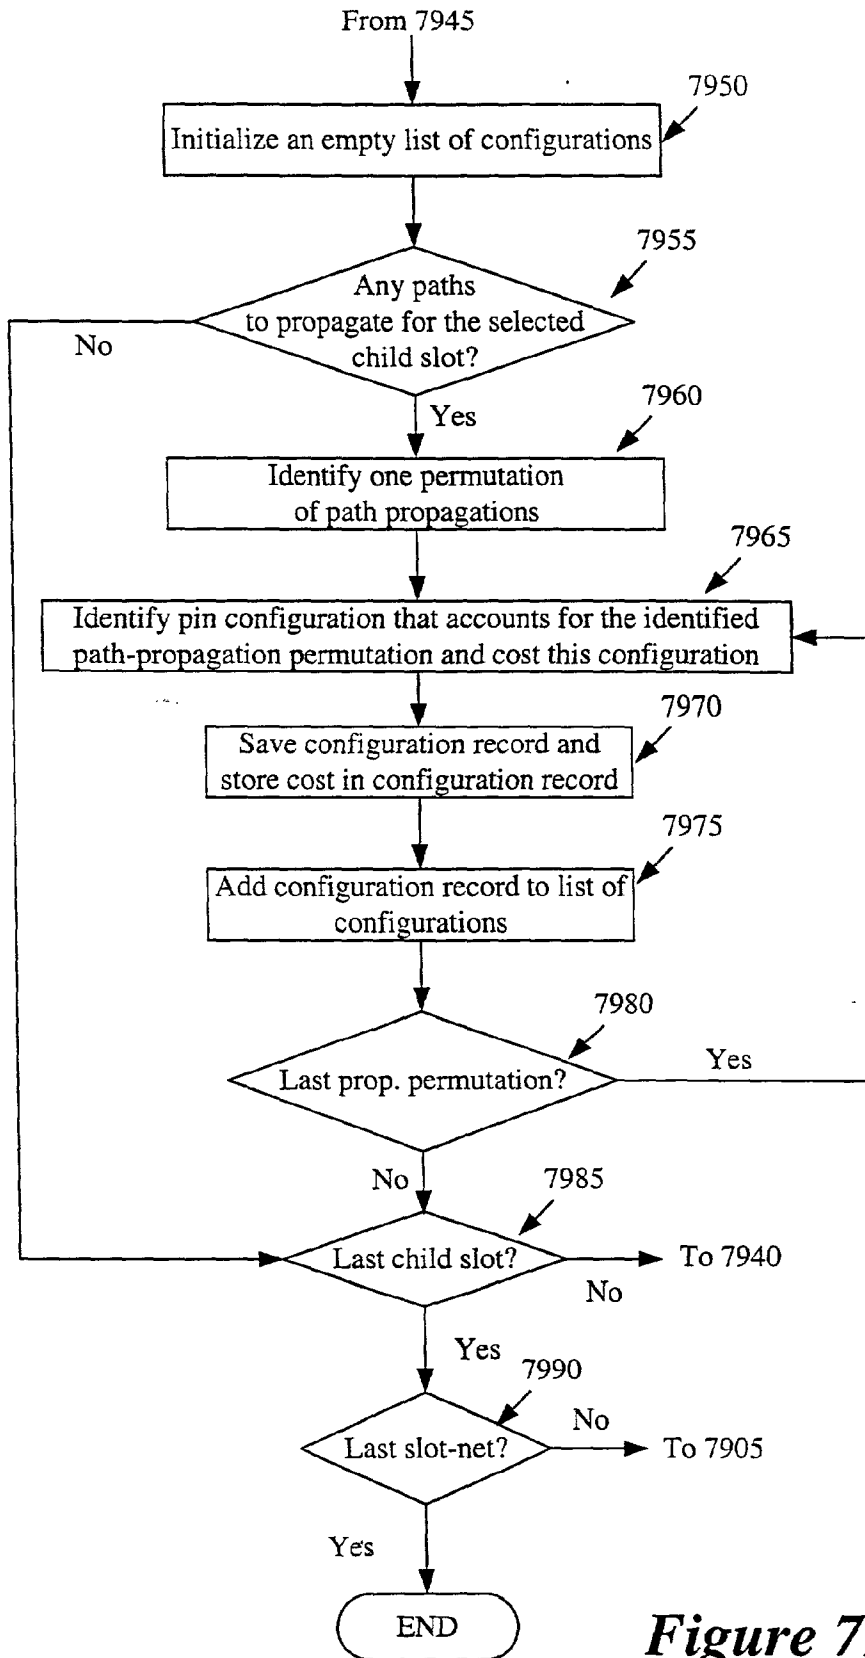 From 7945
7950
Initialize an empty list of configurations
7955
Any paths
to propagate for the selected
child slot?
No
Yes
7960
Identify one permutation
of path propagations
7965
Identify pin configuration that accounts for the identified
path-propagation permutation and cost this configuration
7970
Save configuration record and
store cost in configuration record
7975
Add configuration record to list of
configurations
7980
Last prop. permutation?
Yes
No
7985
Last child slot?
To 7940
No
Yes
7990
Last slot-net?
No
To 7905
Yes
END
Figure 7